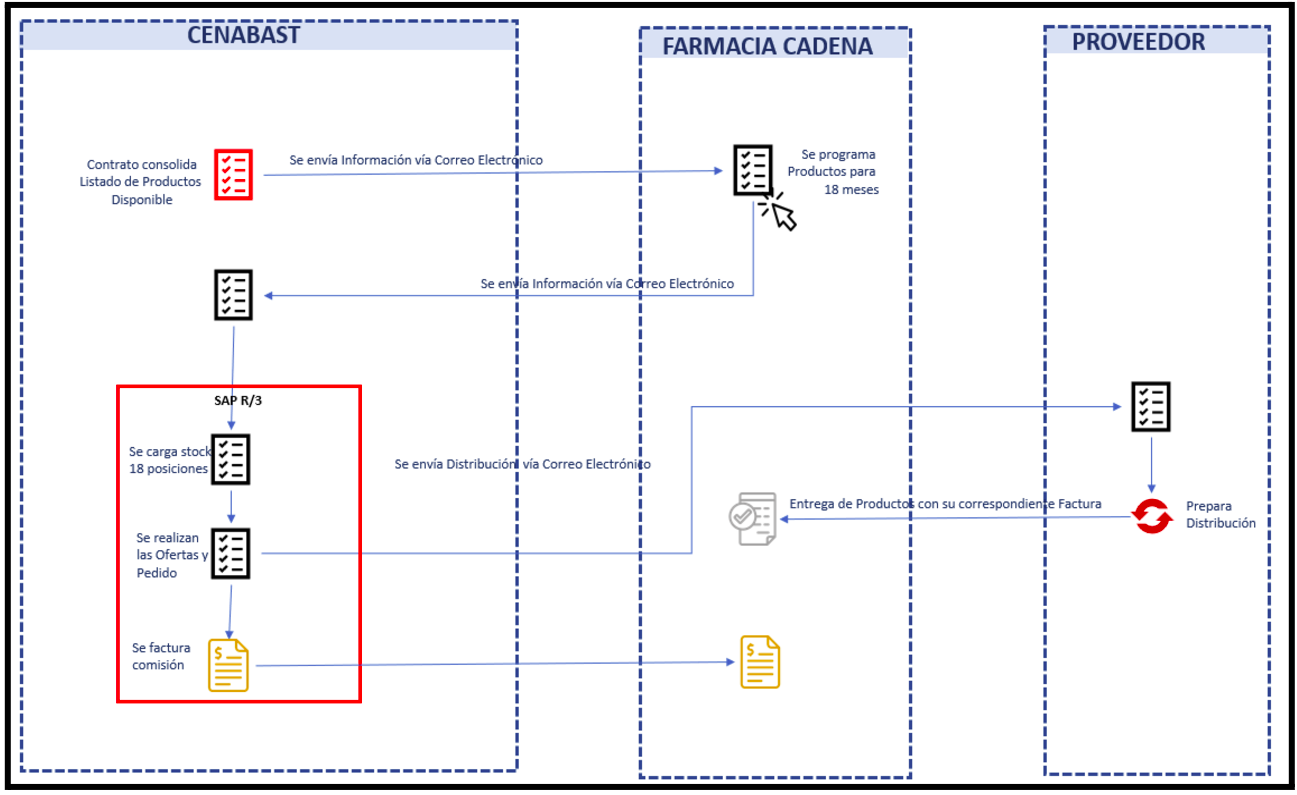 CENABAST
FARMACIA CADENA
PROVEEDOR
Contrato consolida
Listado de Productos
Disponible
Se envía Información vía Correo Electrónico
Se programa
Productos para
18 meses
Se envía Información vía Correo Electrónico
SAP R/3
Se carga stock
18 posiciones
Se envía Distribución vía Correo Electrónico
Se realizan
las Ofertas y
Pedido
Entrega de Productos con su correspondiente Factura
Prepara
Distribución
Se factura
comisión
$
$